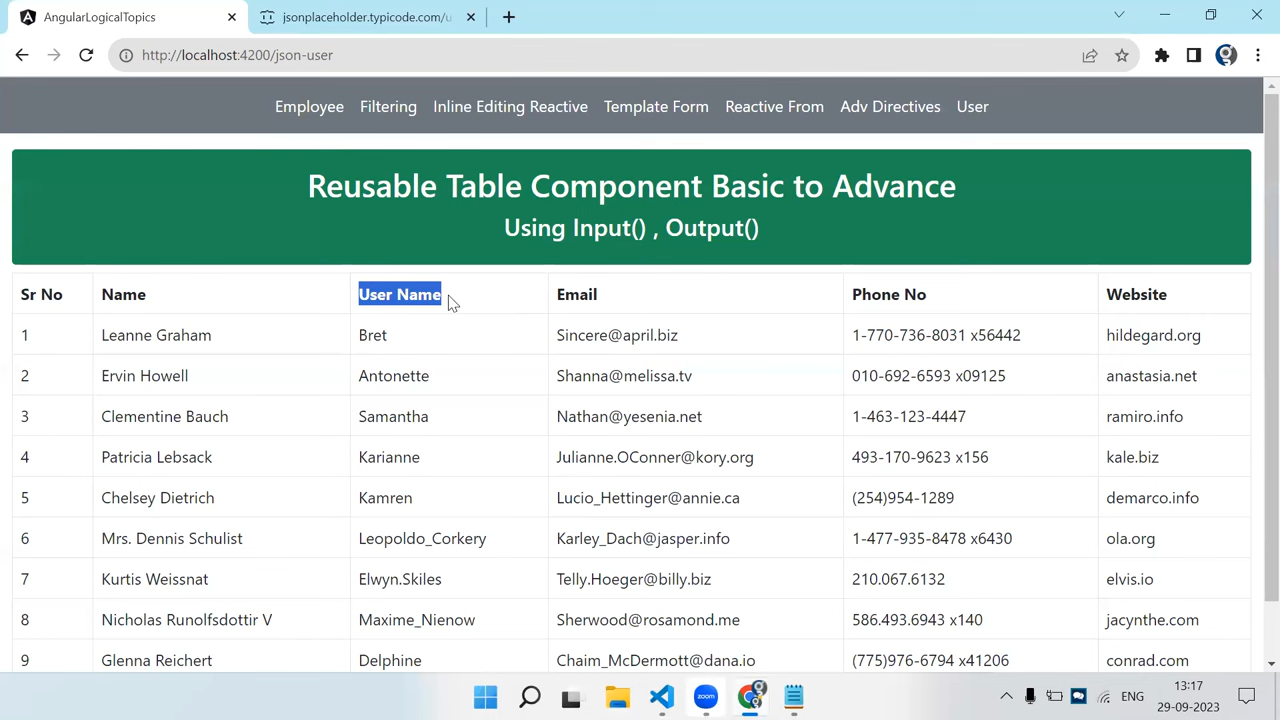 AngularLogicalTopics
jsonplaceholder.typicode.com/u
http://localhost:4200/json-user
Employee Filtering Inline Editing Reactive Template Form Reactive From Adv Directives User
Reusable Table Component Basic to Advance
Using Input() , Output()
Sr No Name User Name Email Phone No Website
1 Leanne Graham Bret Sincere@april.biz 1-770-736-8031 x56442 hildegard.org
2 Ervin Howell Antonette Shanna@melissa.tv 010-692-6593 x09125 anastasia.net
3 Clementine Bauch Samantha Nathan@yesenia.net 1-463-123-4447 ramiro.info
4 Patricia Lebsack Karianne Julianne.OConner@kory.org 493-170-9623 x156 kale.biz
5 Chelsey Dietrich Kamren Lucio_Hettinger@annie.ca (254)954-1289 demarco.info
6 Mrs. Dennis Schulist Leopoldo_Corkery Karley_Dach@jasper.info 1-477-935-8478 x6430 ola.org
7 Kurtis Weissnat Elwyn.Skiles Telly.Hoeger@billy.biz 210.067.6132 elvis.io
8 Nicholas Runolfsdottir V Maxime_Nienow Sherwood@rosamond.me 586.493.6943 x140 jacynthe.com
9 Glenna Reichert Delphine Chaim_McDermott@dana.io (775)976-6794 x41206 conrad.com
zoom
ENG
13:17
29-09-2023